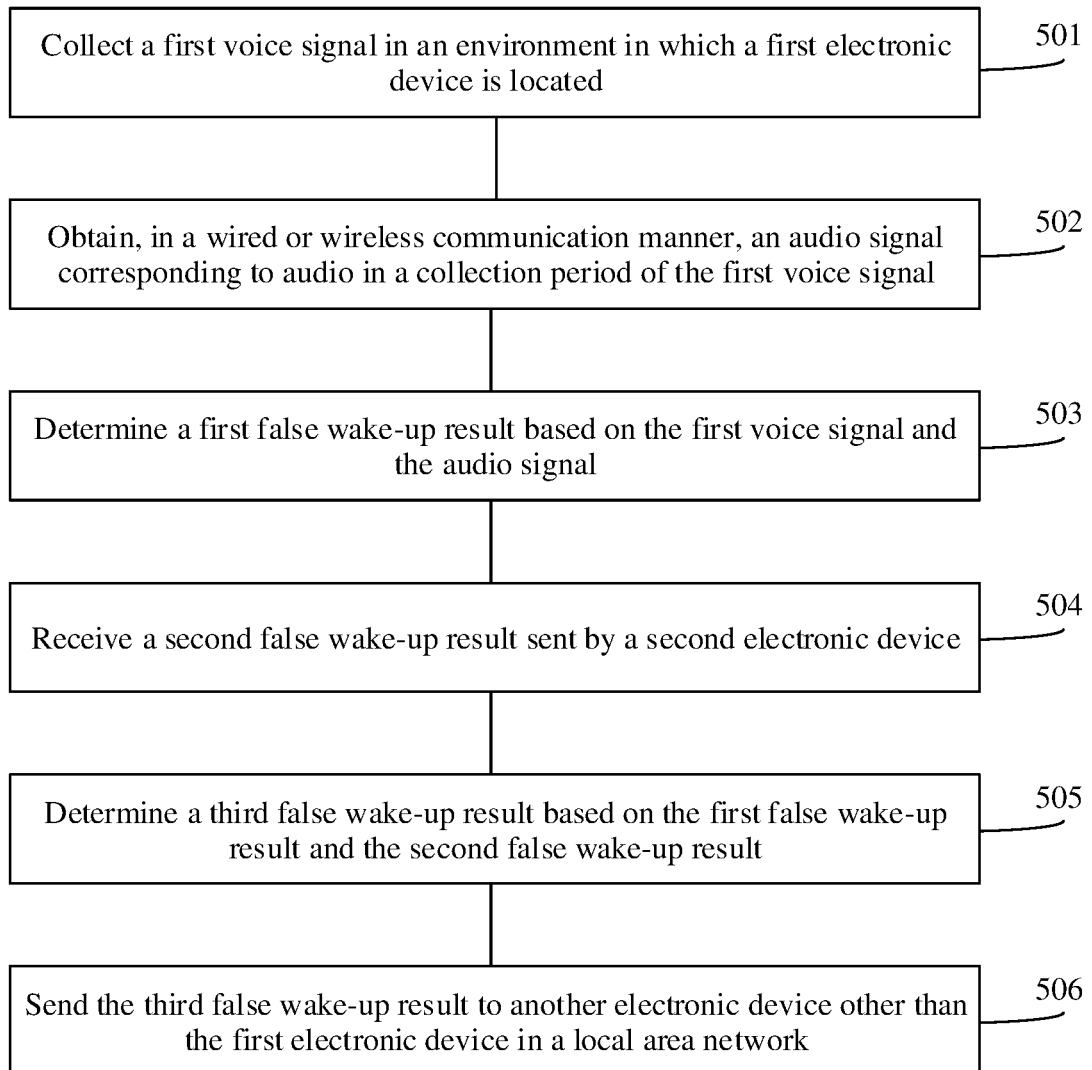 Collect a first voice signal in an environment in which a first electronic
device is located
501
Obtain, in a wired or wireless communication manner, an audio signal
corresponding to audio in a collection period of the first voice signal
502
Determine a first false wake-up result based on the first voice signal and
the audio signal
503
Receive a second false wake-up result sent by a second electronic device
504
Determine a third false wake-up result based on the first false wake-up
result and the second false wake-up result
505
Send the third false wake-up result to another electronic device other than
the first electronic device in a local area network
506